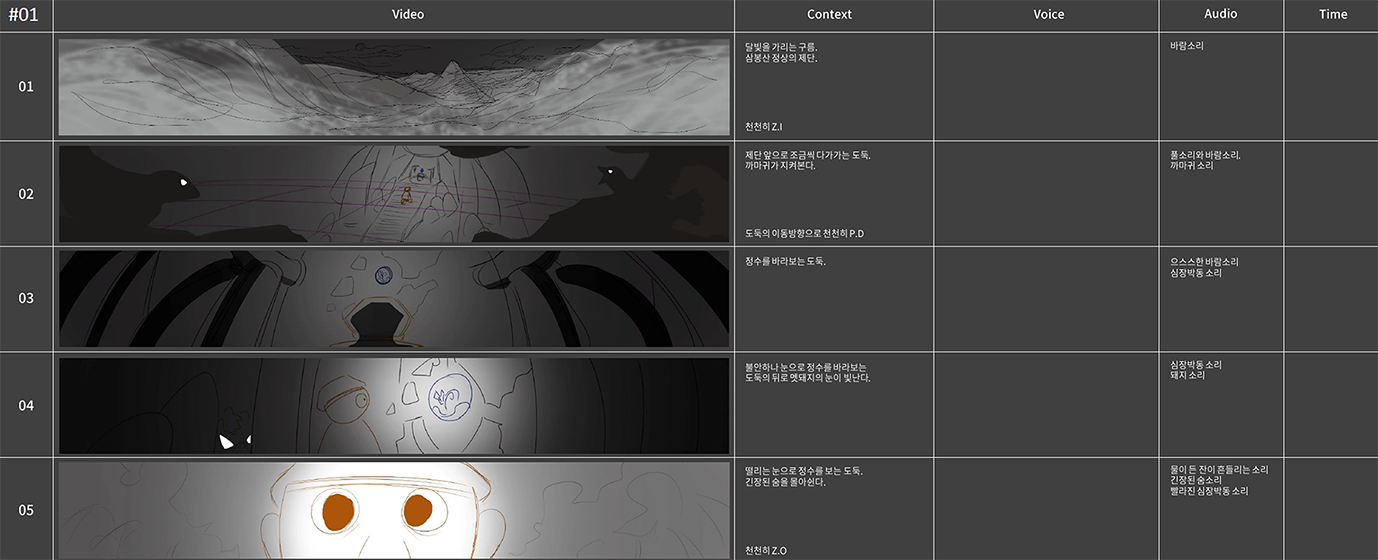 #01
Video
Context
Voice
Audio
Time
01
달빛을 가리는 구름.
삼봉산 정상의 제단.
천천히 Z.I
바람소리
02
제단 앞으로 조금씩 다가가는 도둑.
까마귀가 지켜본다.
도둑의 이동방향으로 천천히 P.D
풀소리와 바람소리.
까마귀 소리
03
정수를 바라보는 도둑.
으스스한 바람소리
심장박동 소리
04
불안하나 눈으로 정수를 바라보는
도둑의 뒤로 멧돼지의 눈이 빛난다.
심장박동 소리
돼지 소리
05
떨리는 눈으로 정수를 보는 도둑.
긴장된 숨을 몰아쉰다.
천천히 Z.O
물이 든 잔이 흔들리는 소리
긴장된 숨소리
빨라진 심장박동 소리